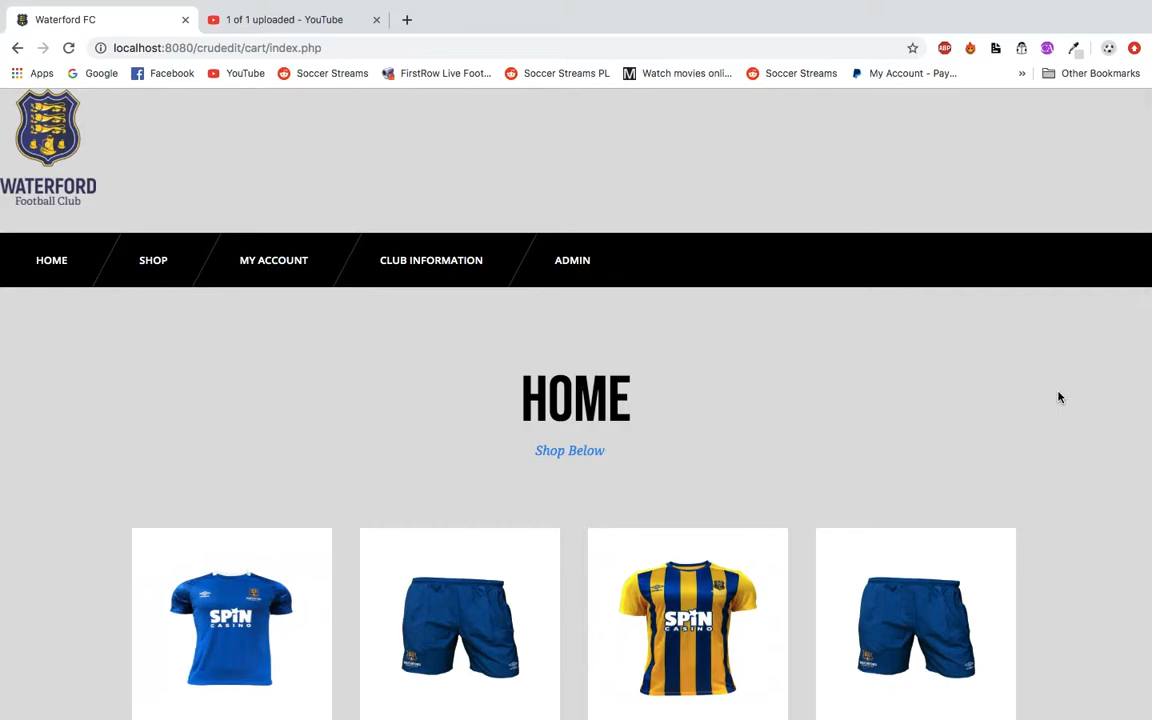 Waterford FC
1 of 1 uploaded - YouTube
localhost:8080/crudedit/cart/index.php
ABP
Apps
Google
Facebook
YouTube
Soccer Streams
FirstRow Live Foot...
Soccer Streams PL
M Watch movies onli...
Soccer Streams
My Account - Pay...
»
Other Bookmarks
WATERFORD
Football Club
HOME
SHOP
MY ACCOUNT
CLUB INFORMATION
ADMIN
HOME
Shop Below
SPIN
CASINO
SPIN
CASINO